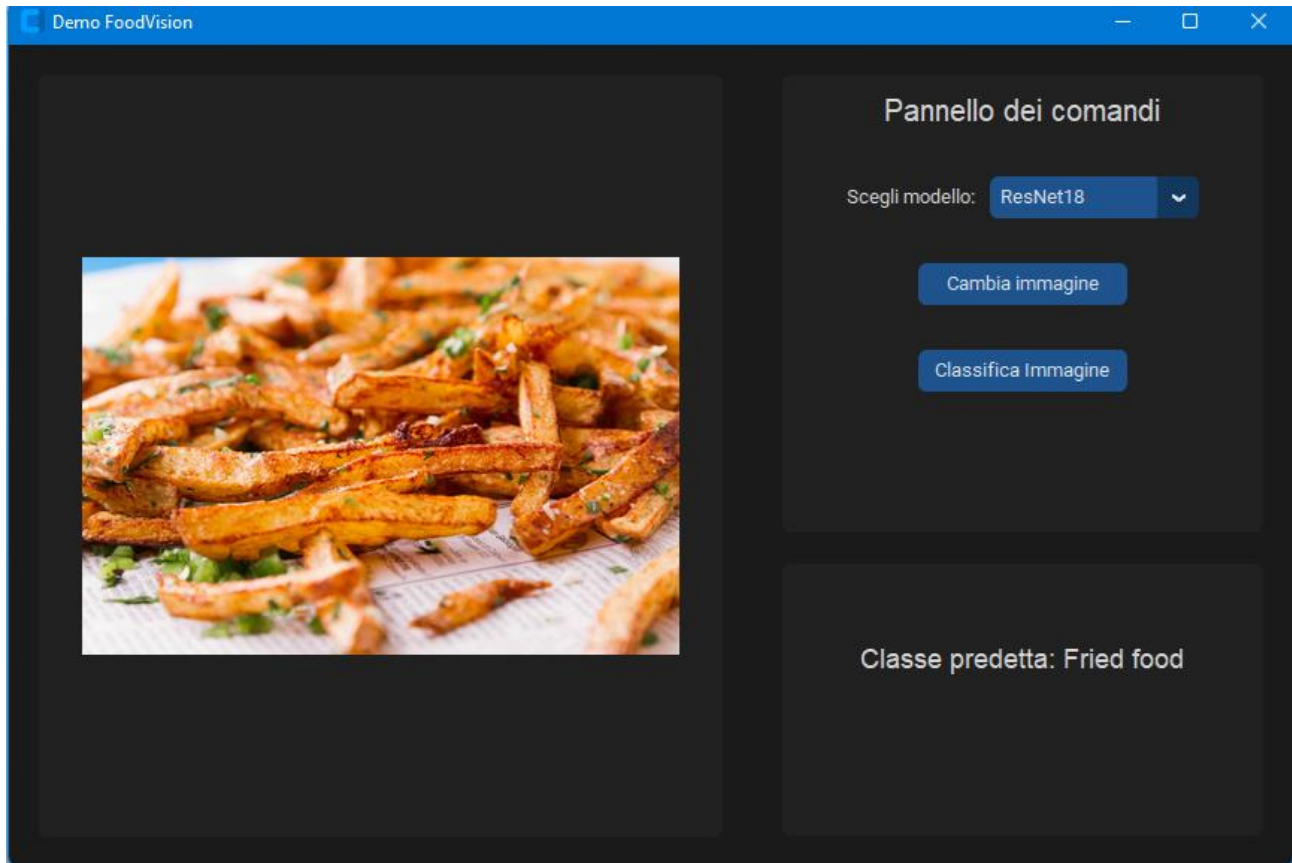 Demo FoodVision
Pannello dei comandi
Scegli modello: ResNet18
Cambia immagine
Classifica Immagine
Classe predetta: Fried food